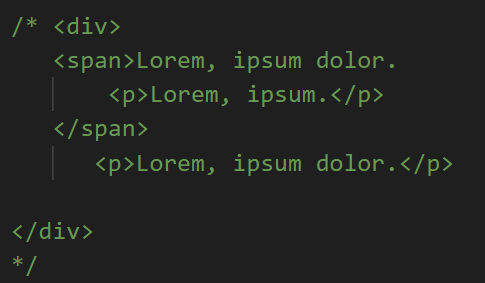 /* <div>
<span>Lorem, ipsum dolor.
<p>Lorem, ipsum.</p>
</span>
<p>Lorem, ipsum dolor.</p>
</div>
*/